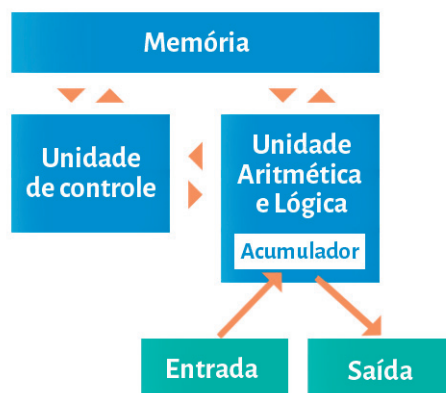 Memória
Unidade
de controle
Unidade
Aritmética
e Lógica
Acumulador
Entrada
Saída